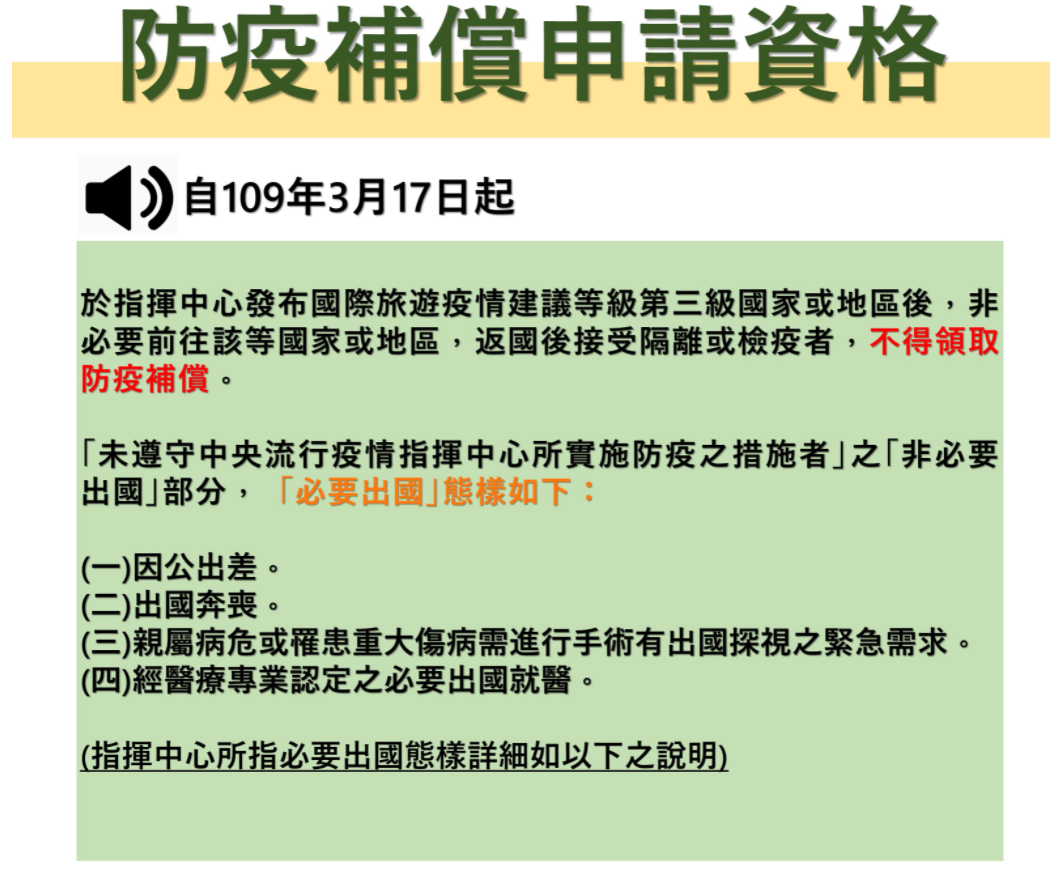 防疫補償申請資格
自109年3月17日起
於指揮中心發布國際旅遊疫情建議等級第三級國家或地區後，非
必要前往該等國家或地區，返國後接受隔離或檢疫者，不得領取
防疫補償。
「未遵守中央流行疫情指揮中心所實施防疫之措施者」之「非必要
出國」部分，「必要出國」態樣如下：
(一)因公出差。
(二)出國奔喪。
(三)親屬病危或罹患重大傷病需進行手術有出國探視之緊急需求。
(四)經醫療專業認定之必要出國就醫。
(指揮中心所指必要出國態樣詳細如以下之說明)